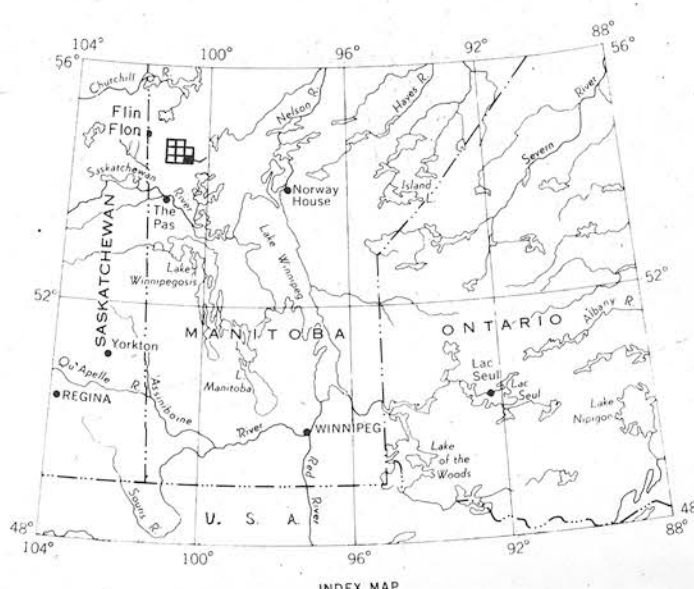 104°
100°
96°
92°
88°
56°
56°
Churchill R.
Flin
Flon
Nelson R.
Hayes R.
Severn River
Saskatchewan
River
The
Pas
Norway
House
Island
L.
SASKATCHEWAN
Lake
Winnipegosis
Lake Winnipeg
52°
52°
MANITOBA
ONTARIO
Albany R.
Yorkton
Qu'Apelle R.
L.
Manitoba
Lac
Seul
Lac
Seul
REGINA
Assiniboine
River
WINNIPEG
Lake
Nipigon
Lake
of the
Woods
Red
River
Souris R.
U. S. A.
48°
48°
104°
100°
96°
92°
88°
INDEX MAP